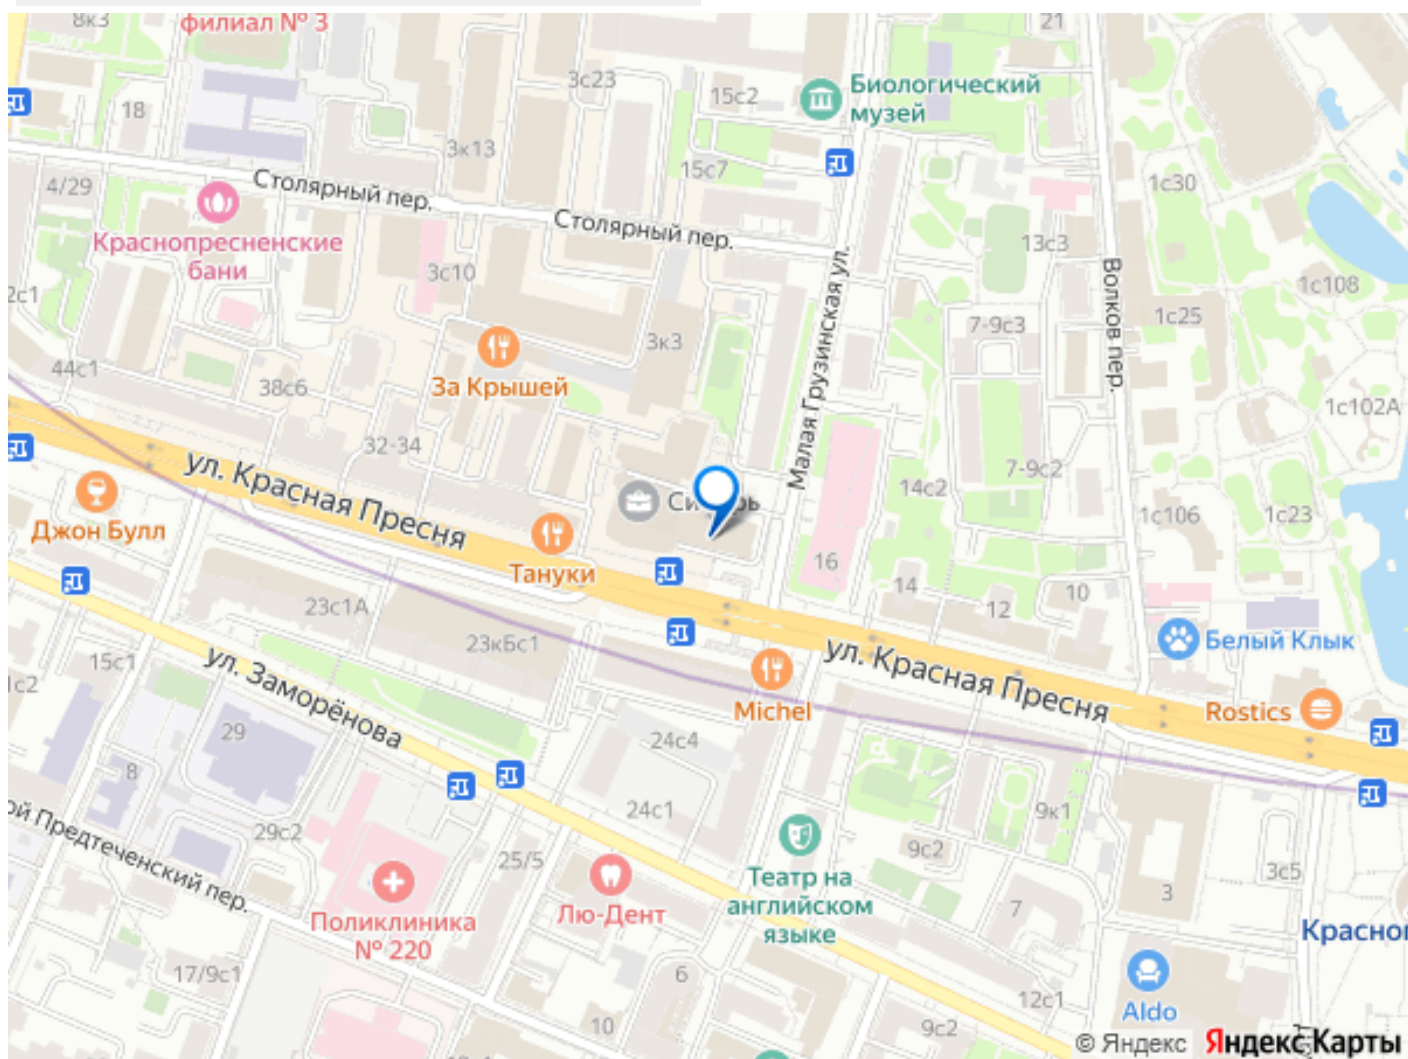 8к3
филиал № 3
21
3с23
15с2
Биологический
музей
18
3к13
15с7
4/29
Столярный пер.
1с30
Столярный пер.
Краснопресненские
бани
13с3
3с10
2с1
1с108
Волков пер.
Малая Грузинская ул.
1с25
7-9с3
3к3
44с1
За Крышей
38с6
1с102А
32-34
ул. Красная Пресня
7-9с2
14с2
Джон Булл
1с106
1с23
Тануки
16
14
12
10
23с1А
23кБс1
Белый Клык
15с1
1с2
ул. Заморёнова
ул. Красная Пресня
Michel
Rostics
29
24с4
8
24с1
9к1
ой Предтеченский пер.
29с2
25/5
9с2
3с5
Театр на
английском
языке
3
7
Лю-Дент
Поликлиника
№ 220
Красно
17/9с1
6
12с1
Aldo
10
9с2
© Яндекс Яндекс Карты